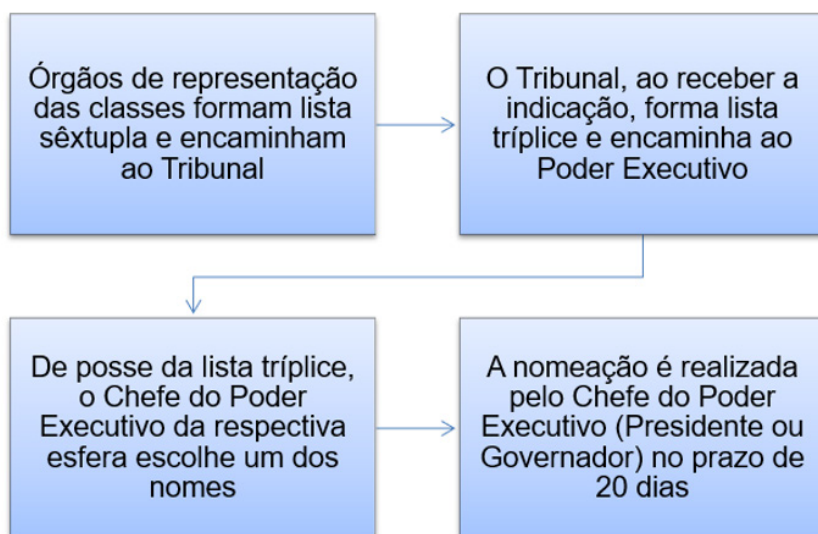 Órgãos de representação
das classes formam lista
sêxtupla e encaminham
ao Tribunal
O Tribunal, ao receber a
indicação, forma lista
tríplice e encaminha ao
Poder Executivo
De posse da lista tríplice,
o Chefe do Poder
Executivo da respectiva
esfera escolhe um dos
nomes
A nomeação é realizada
pelo Chefe do Poder
Executivo (Presidente ou
Governador) no prazo de
20 dias